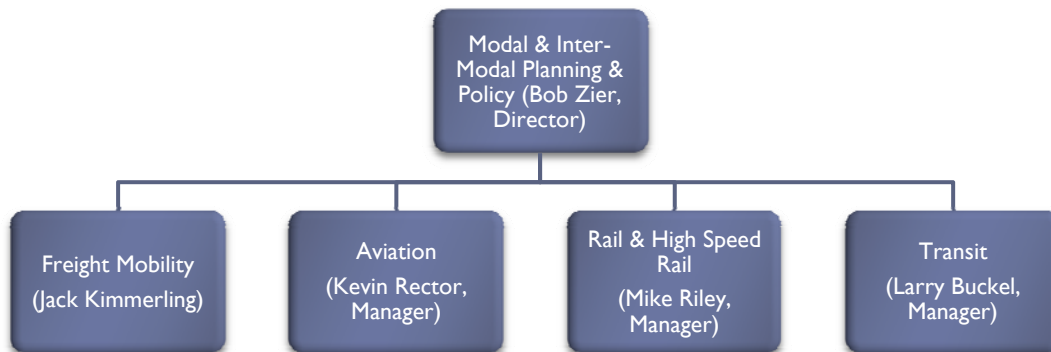 Modal & Inter-
Modal Planning &
Policy (Bob Zier,
Director)
Freight Mobility
(Jack Kimmerling)
Aviation
(Kevin Rector,
Manager)
Rail & High Speed
Rail
(Mike Riley,
Manager)
Transit
(Larry Buckel,
Manager)